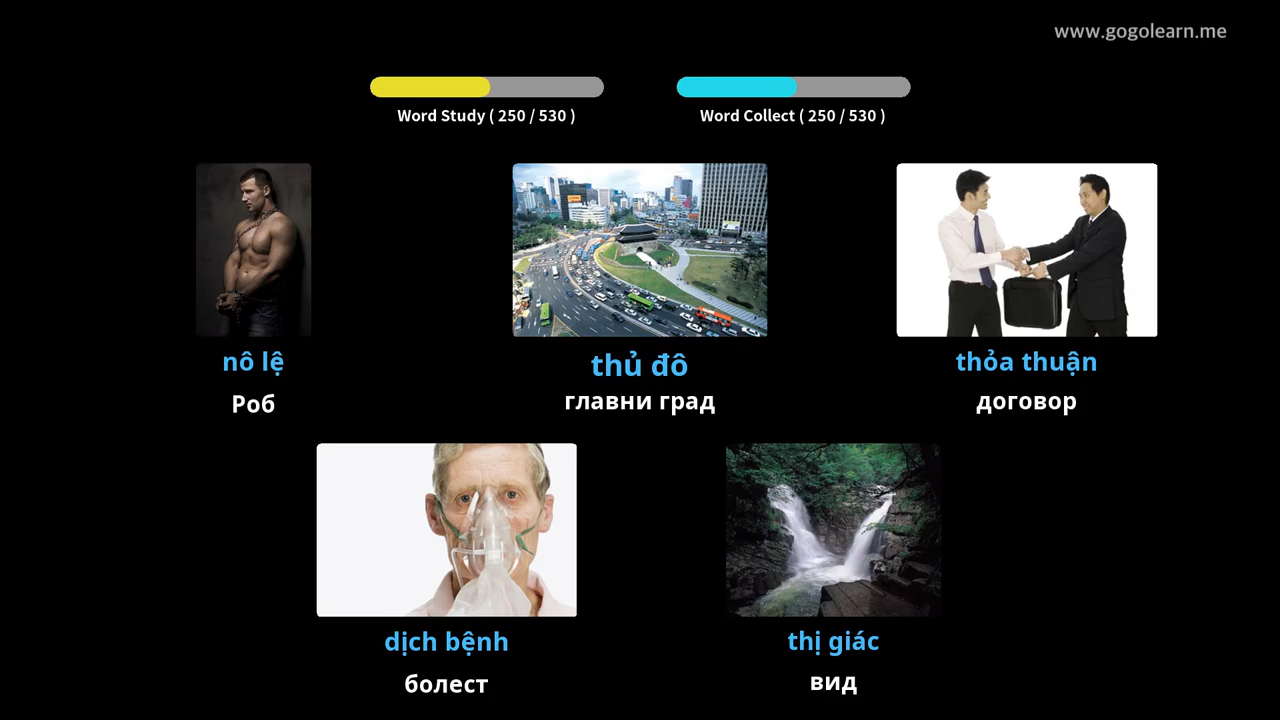 www.gogolearn.me
Word Study ( 250 / 530 )
Word Collect ( 250 / 530 )
nô lệ
Роб
thủ đô
главни град
thỏa thuận
договор
dịch bệnh
болест
thị giác
вид